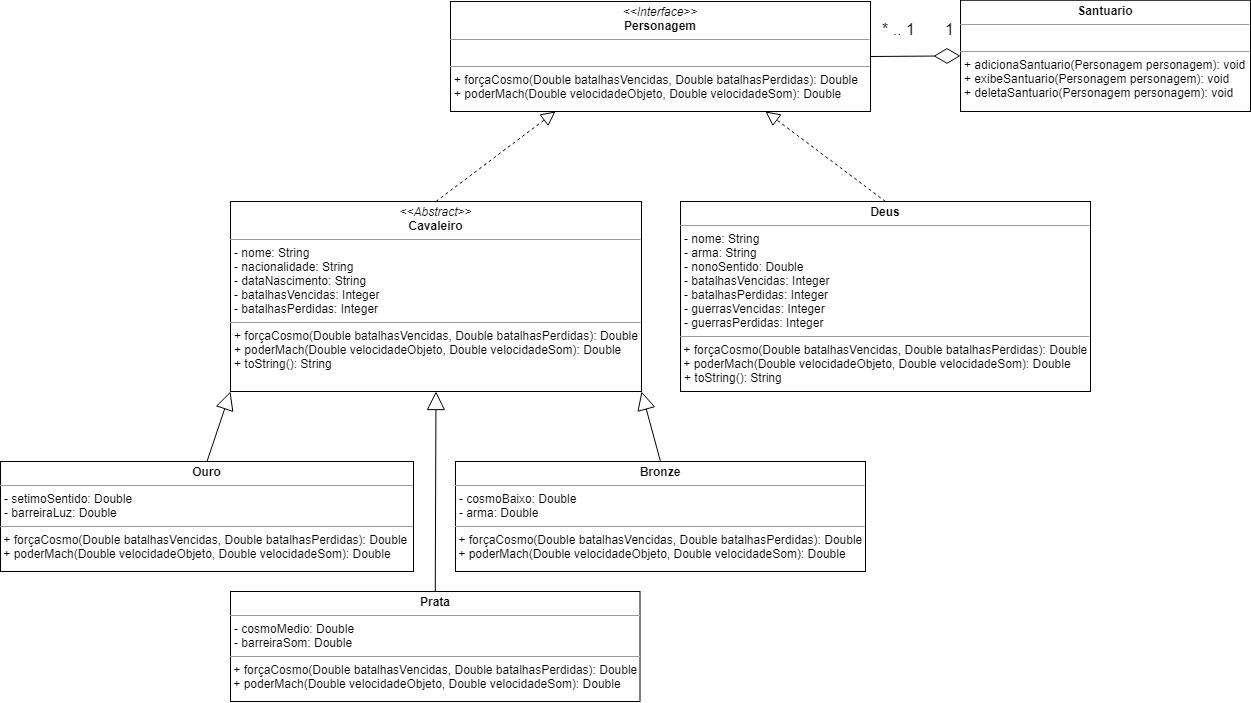 <<Interface>>
Personagem
+ forçaCosmo(Double batalhasVencidas, Double batalhasPerdidas): Double
+ poderMach(Double velocidadeObjeto, Double velocidadeSom): Double
* .. 1
1
Santuario
+ adicionaSantuario(Personagem personagem): void
+ exibeSantuario(Personagem personagem): void
+ deletaSantuario(Personagem personagem): void
<<Abstract>>
Cavaleiro
- nome: String
- nacionalidade: String
- dataNascimento: String
- batalhasVencidas: Integer
- batalhasPerdidas: Integer
+ forçaCosmo(Double batalhasVencidas, Double batalhasPerdidas): Double
+ poderMach(Double velocidadeObjeto, Double velocidadeSom): Double
+ toString(): String
Deus
- nome: String
- arma: String
- nonoSentido: Double
- batalhasVencidas: Integer
- batalhasPerdidas: Integer
- guerrasVencidas: Integer
- guerrasPerdidas: Integer
+ forçaCosmo(Double batalhasVencidas, Double batalhasPerdidas): Double
+ poderMach(Double velocidadeObjeto, Double velocidadeSom): Double
+ toString(): String
Ouro
- setimoSentido: Double
- barreiraLuz: Double
+ forçaCosmo(Double batalhasVencidas, Double batalhasPerdidas): Double
+ poderMach(Double velocidadeObjeto, Double velocidadeSom): Double
Bronze
- cosmoBaixo: Double
- arma: Double
+ forçaCosmo(Double batalhasVencidas, Double batalhasPerdidas): Double
+ poderMach(Double velocidadeObjeto, Double velocidadeSom): Double
Prata
- cosmoMedio: Double
- barreiraSom: Double
+ forçaCosmo(Double batalhasVencidas, Double batalhasPerdidas): Double
+ poderMach(Double velocidadeObjeto, Double velocidadeSom): Double